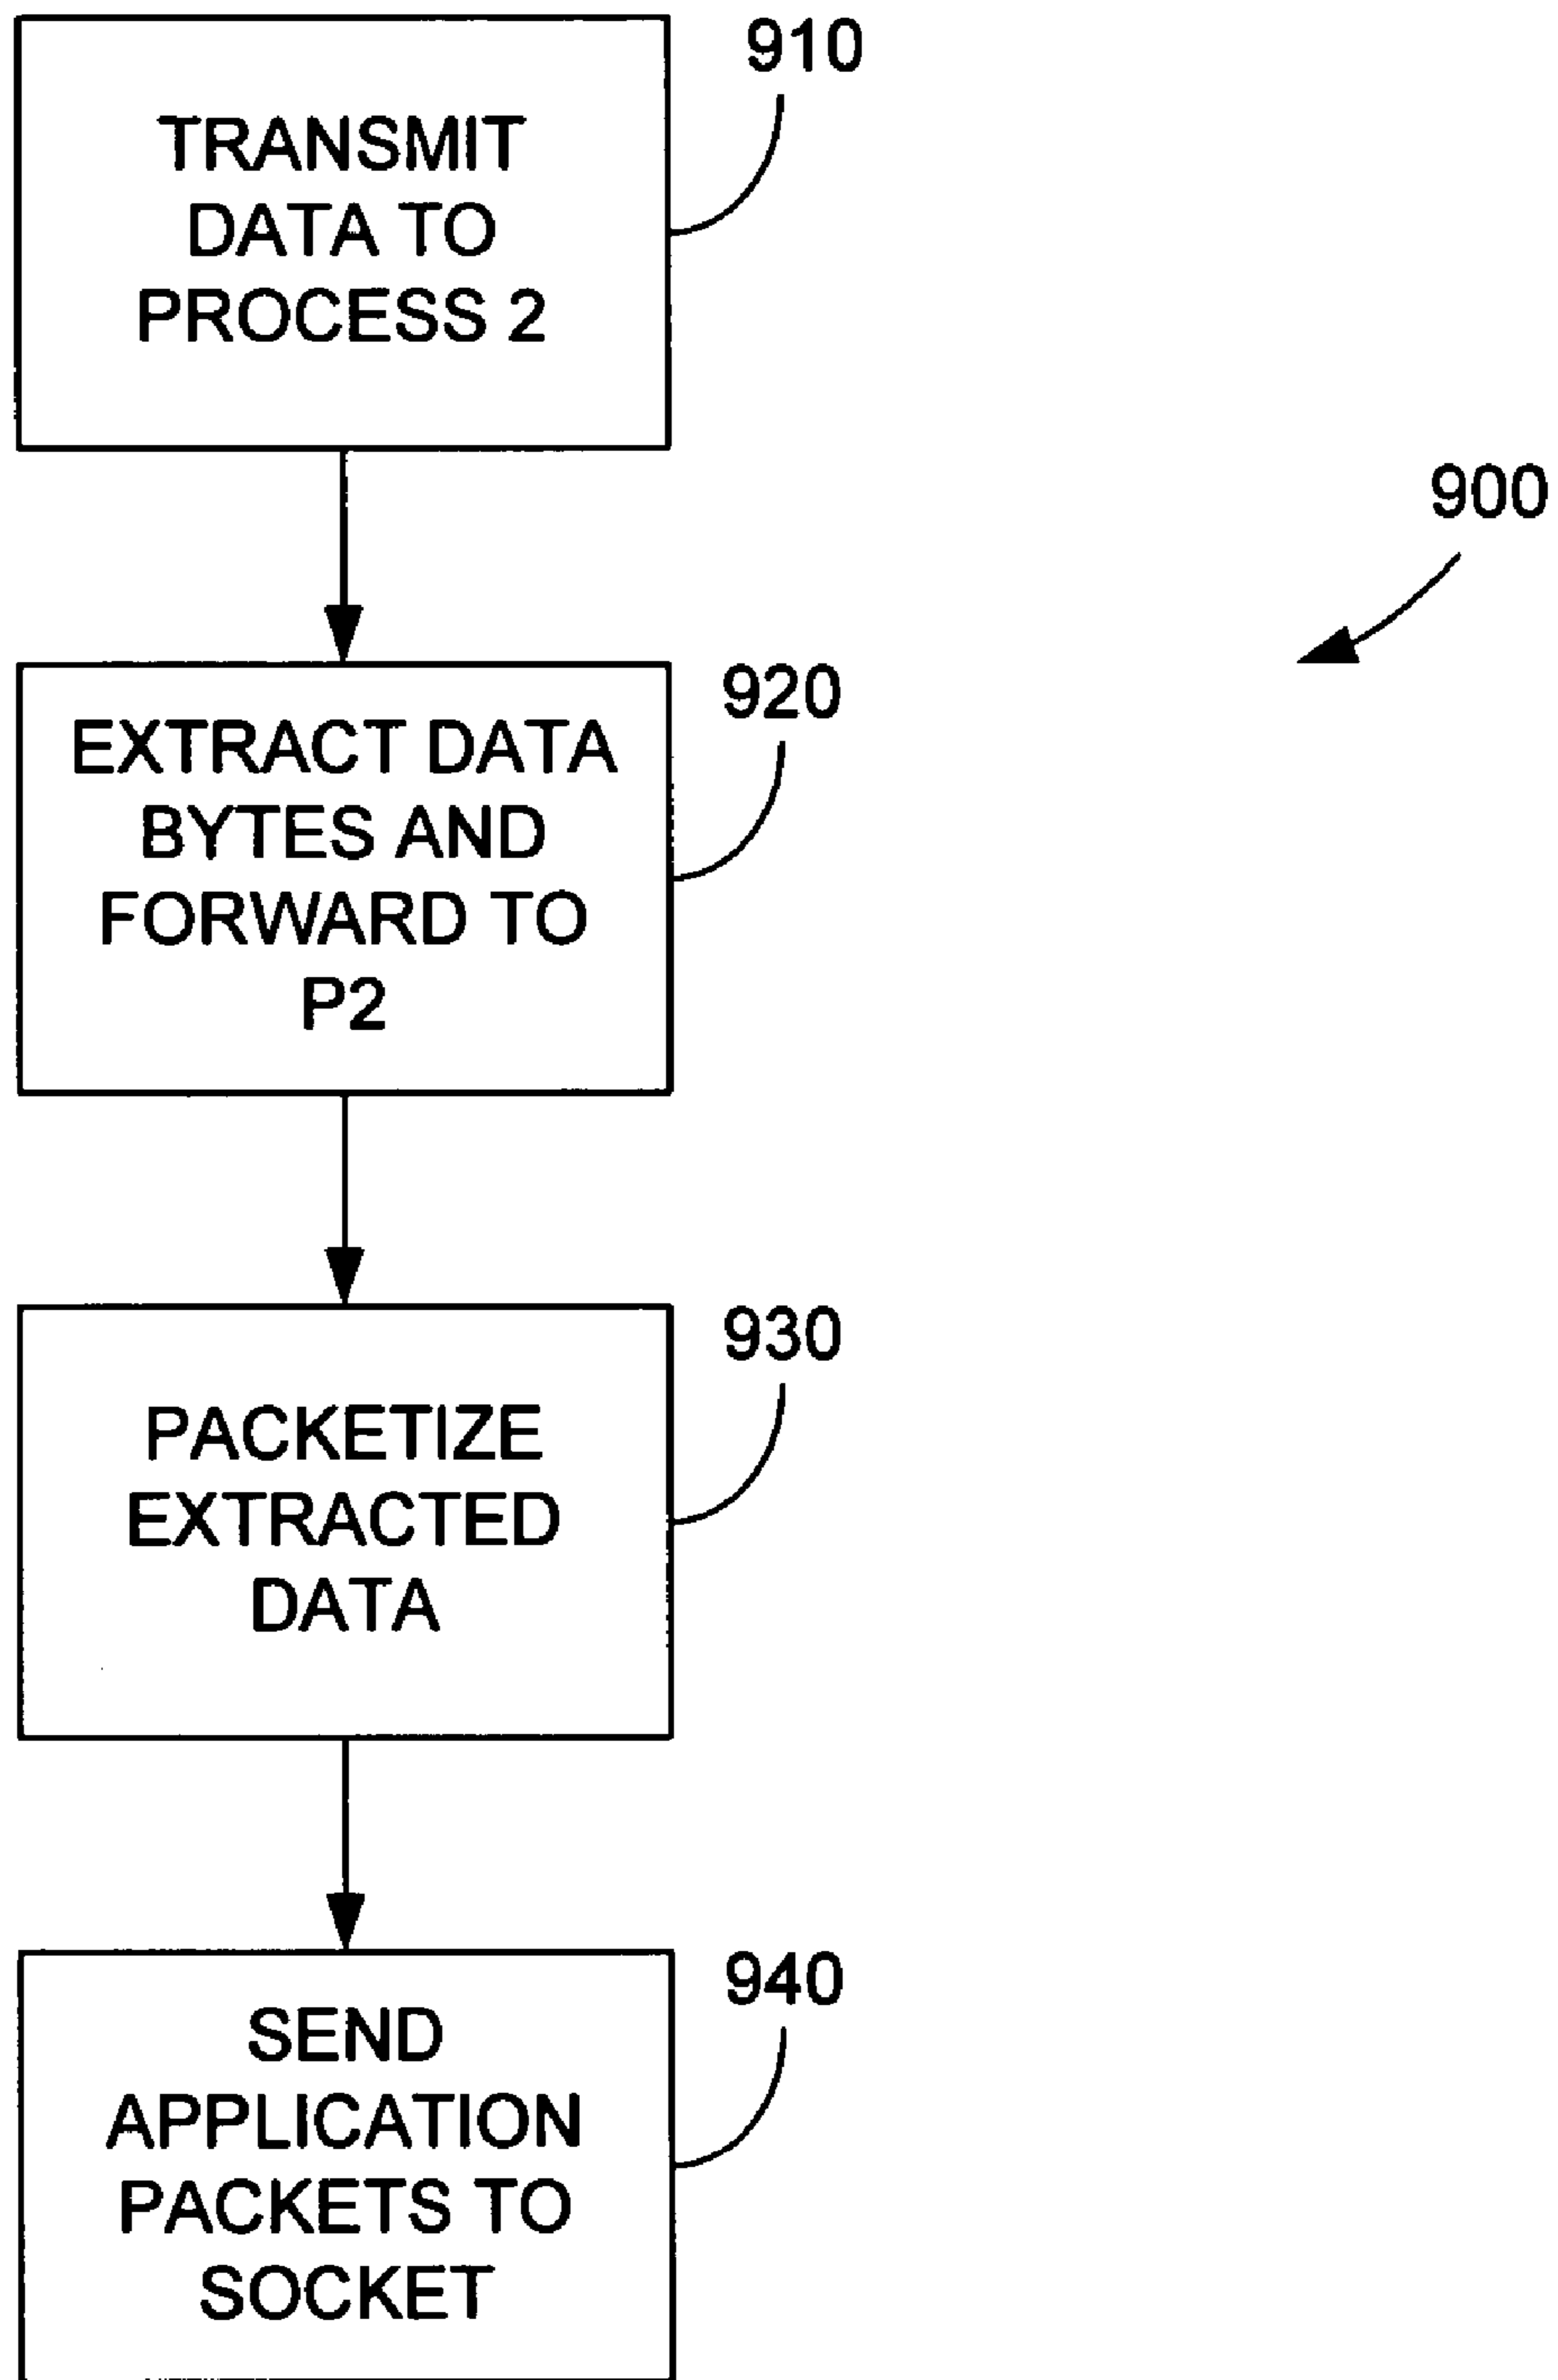 910
TRANSMIT
DATA TO
PROCESS 2
900
920
EXTRACT DATA
BYTES AND
FORWARD TO
P2
930
PACKETIZE
EXTRACTED
DATA
940
SEND
APPLICATION
PACKETS TO
SOCKET